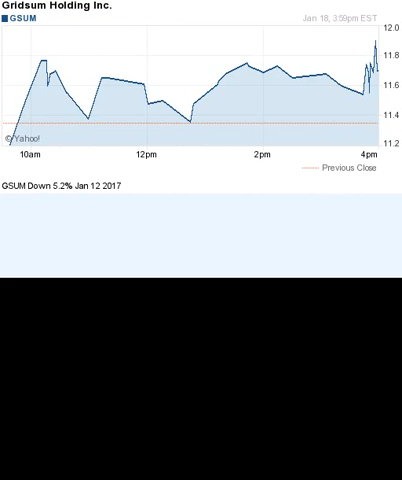 Gridsum Holding Inc.
GSUM Jan 18, 3:59pm EST
12.0
11.8
11.6
11.4
11.2
© Yahoo!
10am 12pm 2pm 4pm
Previous Close
GSUM Down 5.2% Jan 12 2017